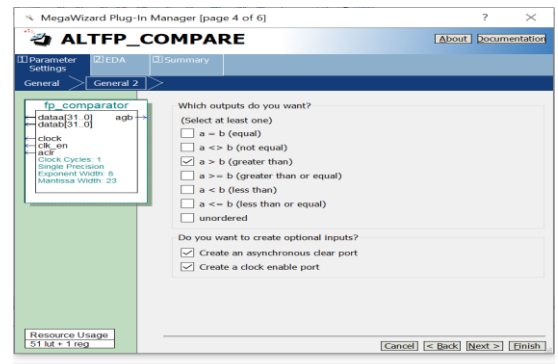 MegaWizard Plug-In Manager [page 4 of 6]
ALTFP_COMPARE
About Documentation
1 Parameter Settings 2 EDA 3 Summary
General General 2
fp_comparator
dataa[31..0] agb
datab[31..0]
clock
clk_en
aclr
Clock Cycles: 1
Single Precision
Exponent Width: 8
Mantissa Width: 23
Which outputs do you want?
(Select at least one)
a = b (equal)
a <> b (not equal)
a > b (greater than)
a >= b (greater than or equal)
a < b (less than)
a <= b (less than or equal)
unordered
Do you want to create optional inputs?
Create an asynchronous clear port
Create a clock enable port
Resource Usage
51 lut + 1 reg
Cancel < Back Next > Finish